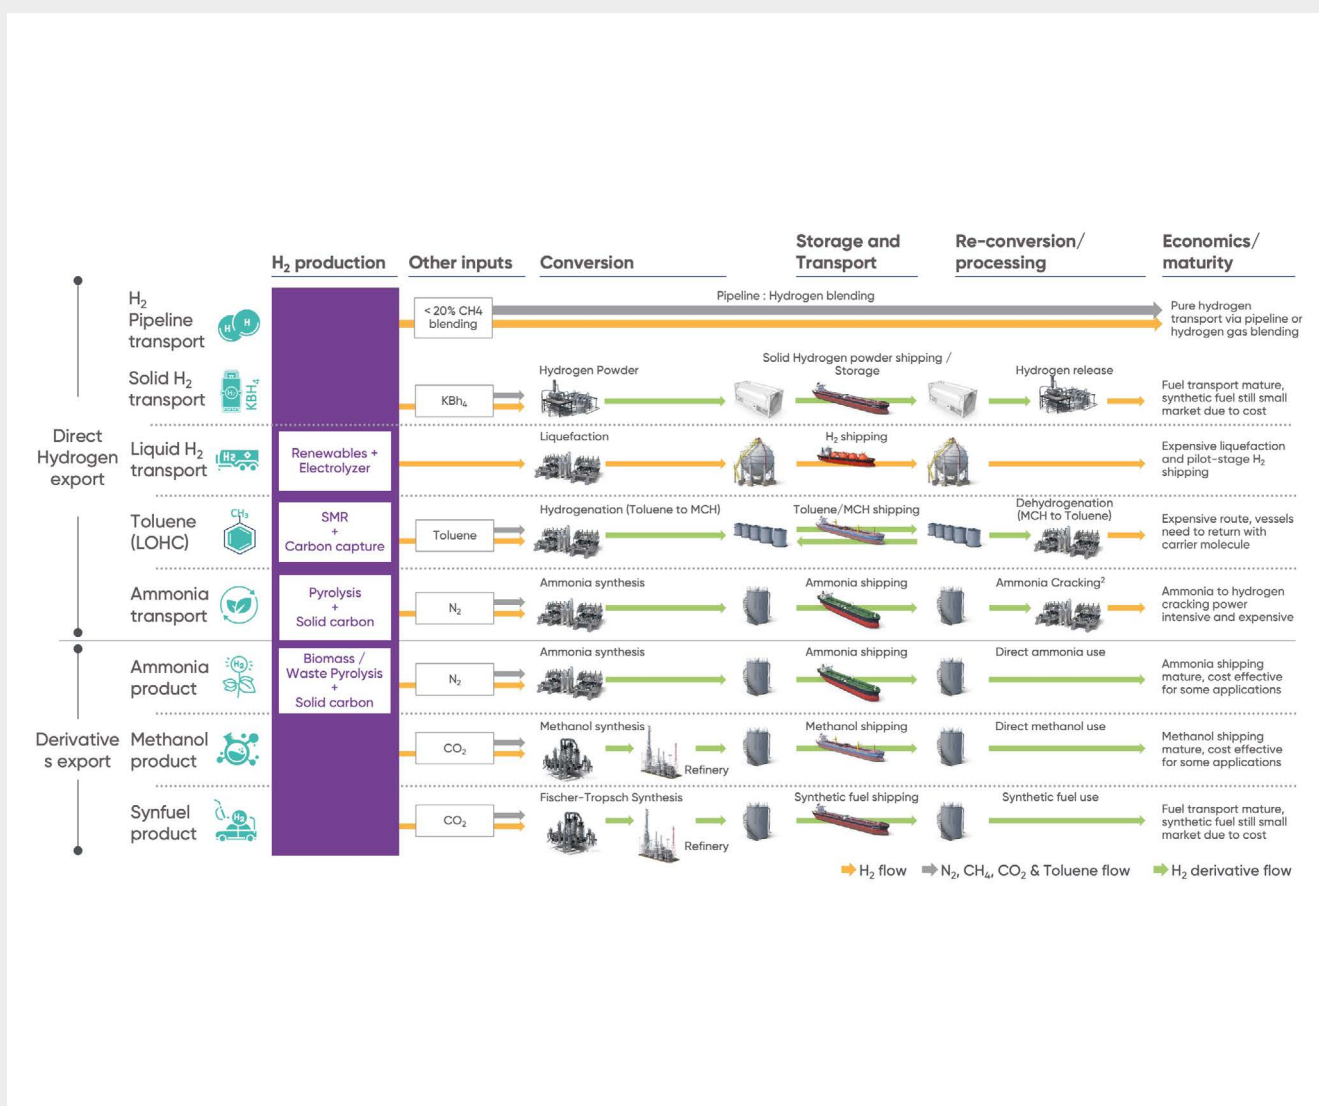 H2 production
Other inputs
Conversion
Storage and
Transport
Re-conversion/
processing
Economics/
maturity
Direct
Hydrogen
export
H2
Pipeline
transport
H H
< 20% CH4
blending
Pipeline : Hydrogen blending
Pure hydrogen
transport via pipeline or
hydrogen gas blending
Solid H2
transport
H2
KBH4
KBh4
Hydrogen Powder
Solid Hydrogen powder shipping /
Storage
Hydrogen release
Fuel transport mature,
synthetic fuel still small
market due to cost
Liquid H2
transport
H2
Renewables +
Electrolyzer
Liquefaction
H2 shipping
Expensive liquefaction
and pilot-stage H2
shipping
Toluene
(LOHC)
CH3
SMR
+
Carbon capture
Toluene
Hydrogenation (Toluene to MCH)
Toluene/MCH shipping
Dehydrogenation
(MCH to Toluene)
Expensive route, vessels
need to return with
carrier molecule
Ammonia
transport
Pyrolysis
+
Solid carbon
N2
Ammonia synthesis
Ammonia shipping
Ammonia Cracking2
Ammonia to hydrogen
cracking power
intensive and expensive
Derivative
s export
Ammonia
product
H2
Biomass /
Waste Pyrolysis
+
Solid carbon
N2
Ammonia synthesis
Ammonia shipping
Direct ammonia use
Ammonia shipping
mature, cost effective
for some applications
Methanol
product
CO2
Methanol synthesis
Refinery
Methanol shipping
Direct methanol use
Methanol shipping
mature, cost effective
for some applications
Synfuel
product
H2
CO2
Fischer-Tropsch Synthesis
Refinery
Synthetic fuel shipping
Synthetic fuel use
Fuel transport mature,
synthetic fuel still small
market due to cost
H2 flow
N2, CH4, CO2 & Toluene flow
H2 derivative flow